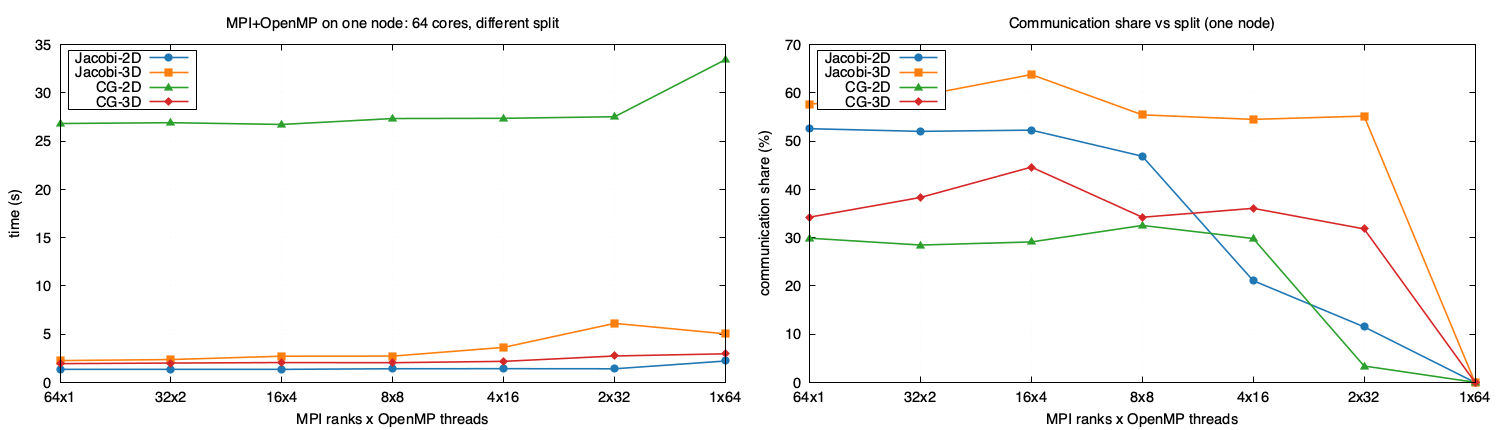 MPI+OpenMP on one node: 64 cores, different split
35
30
25
20
15
10
5
0
time (s)
Jacobi-2D
Jacobi-3D
CG-2D
CG-3D
64x1 32x2 16x4 8x8 4x16 2x32 1x64
MPI ranks x OpenMP threads
Communication share vs split (one node)
70
60
50
40
30
20
10
0
communication share (%)
Jacobi-2D
Jacobi-3D
CG-2D
CG-3D
64x1 32x2 16x4 8x8 4x16 2x32 1x64
MPI ranks x OpenMP threads